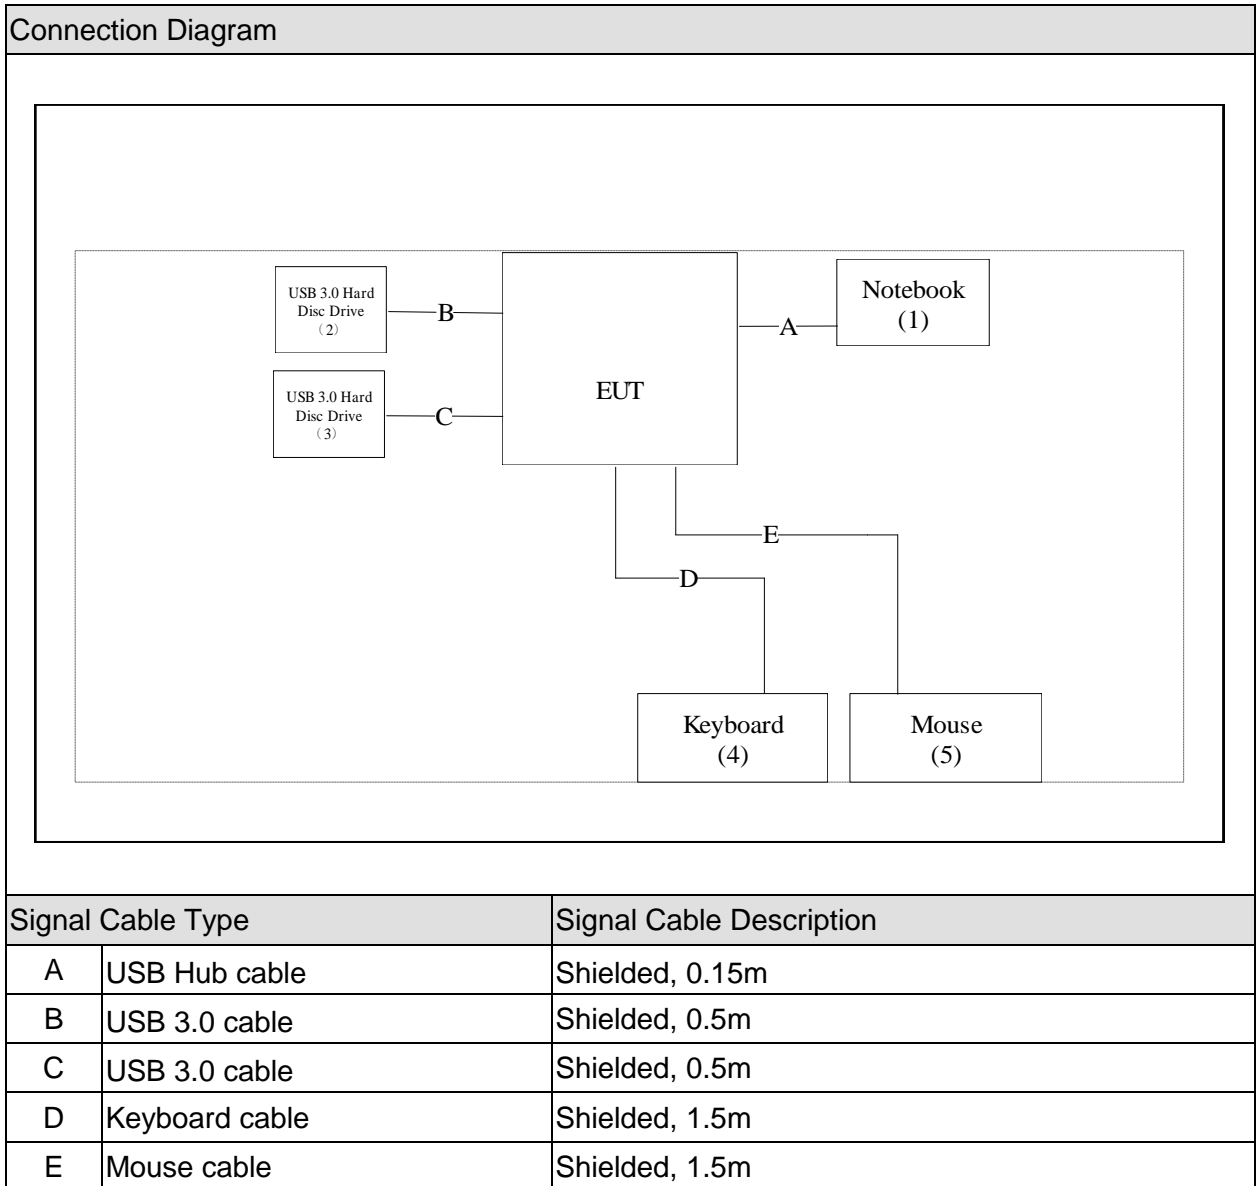 Connection Diagram
USB 3.0 Hard
Disc Drive
（2）
B
EUT
A
Notebook
(1)
USB 3.0 Hard
Disc Drive
（3）
C
E
D
Keyboard
(4)
Mouse
(5)
Signal Cable Type Signal Cable Description
A USB Hub cable Shielded, 0.15m
B USB 3.0 cable Shielded, 0.5m
C USB 3.0 cable Shielded, 0.5m
D Keyboard cable Shielded, 1.5m
E Mouse cable Shielded, 1.5m